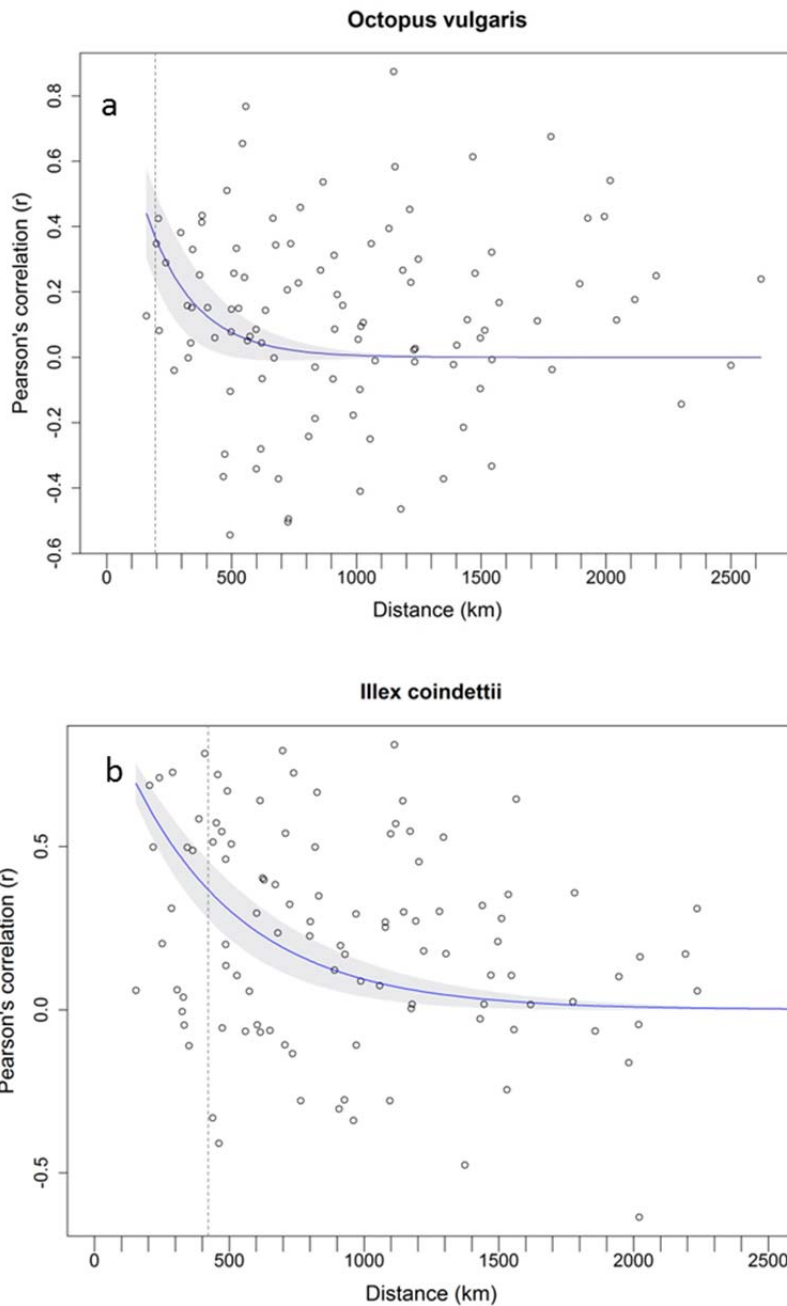 Octopus vulgaris
a
Pearson's correlation (r)
0.8
0.6
0.4
0.2
0.0
-0.2
-0.4
-0.6
0 500 1000 1500 2000 2500
Distance (km)
Illex coindettii
b
Pearson's correlation (r)
0.5
0.0
-0.5
0 500 1000 1500 2000 2500
Distance (km)